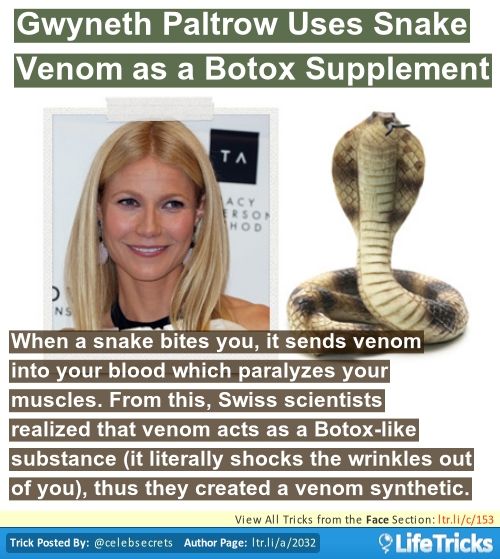 Gwyneth Paltrow Uses Snake
Venom as a Botox Supplement
TA
ACY
ERSON
HOD
NS
When a snake bites you, it sends venom
into your blood which paralyzes your
muscles. From this, Swiss scientists
realized that venom acts as a Botox-like
substance (it literally shocks the wrinkles out
of you), thus they created a venom synthetic.
View All Tricks from the Face Section: ltr.li/c/153
Trick Posted By: @celebsecrets Author Page: ltr.li/a/2032
LifeTricks